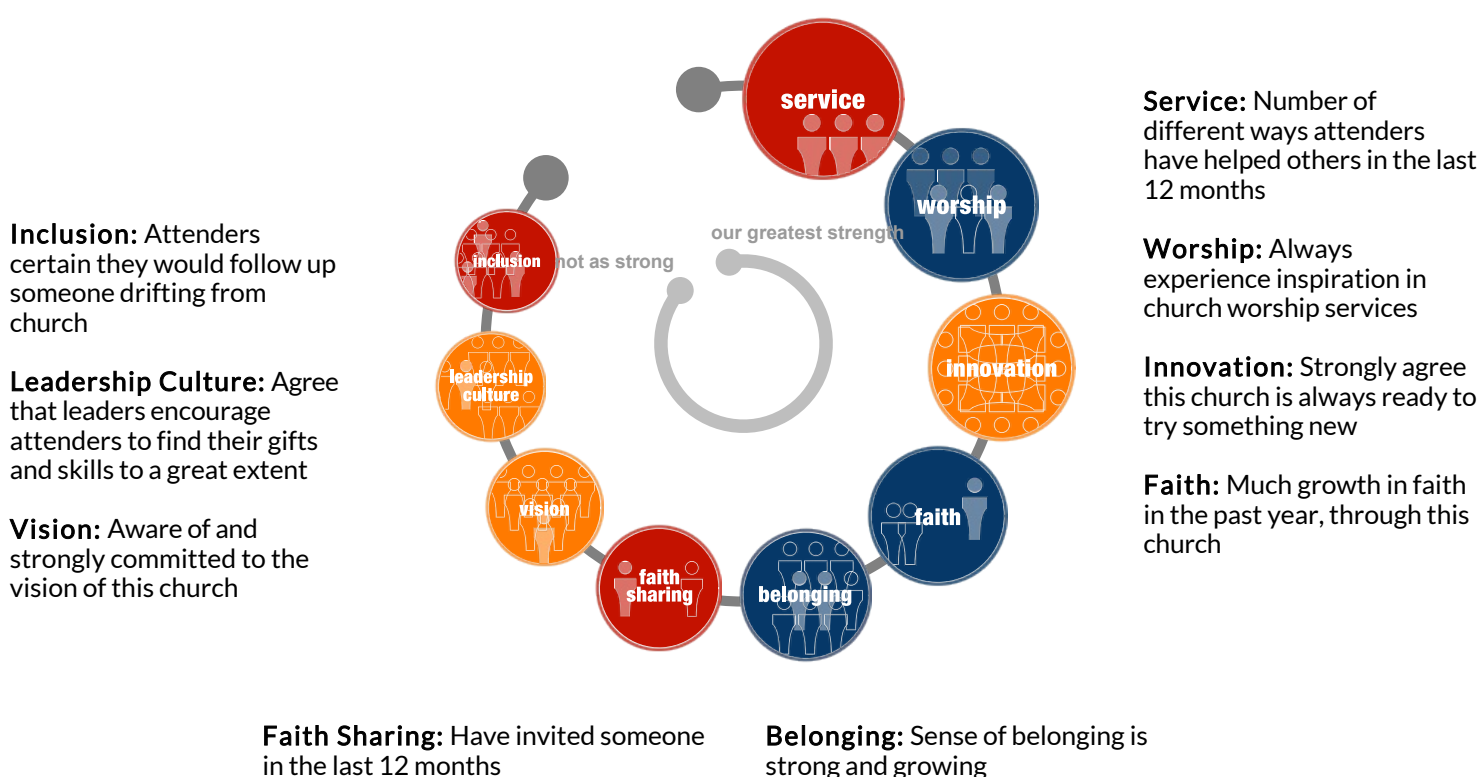 service
worship
innovation
faith
belonging
faith
sharing
vision
leadership
culture
inclusion
our greatest strength
not as strong
Service: Number of
different ways attenders
have helped others in the last
12 months
Worship: Always
experience inspiration in
church worship services
Innovation: Strongly agree
this church is always ready to
try something new
Faith: Much growth in faith
in the past year, through this
church
Inclusion: Attenders
certain they would follow up
someone drifting from
church
Leadership Culture: Agree
that leaders encourage
attenders to find their gifts
and skills to a great extent
Vision: Aware of and
strongly committed to the
vision of this church
Faith Sharing: Have invited someone
in the last 12 months
Belonging: Sense of belonging is
strong and growing